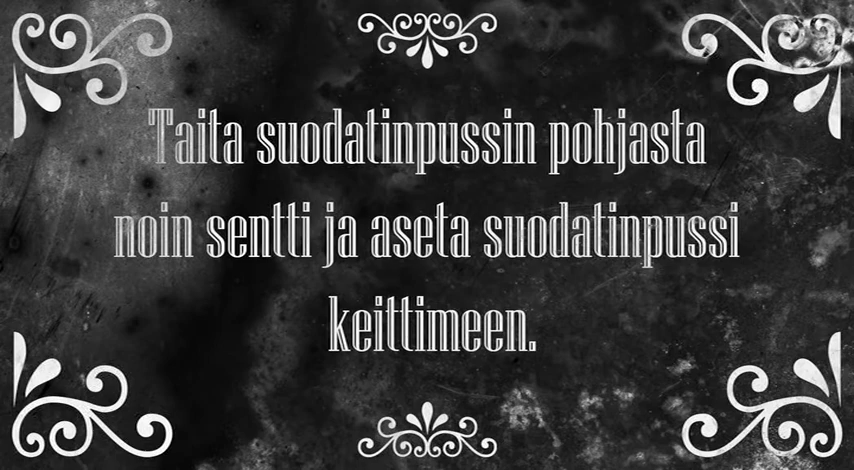 Taita suodatinpussin pohjasta
noin sentti ja aseta suodatinpussi
keittimeen.